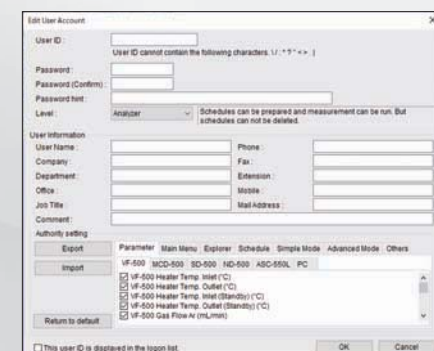 Edit User Account
User ID :
User ID cannot contain the following characters. \ / : * ? " < > |
Password :
Password (Confirm) :
Password hint :
Level : Analyzer Schedules can be prepared and measurement can be run. But
schedules can not be deleted.
User Information
User Name : Phone :
Company : Fax :
Department : Extension :
Office : Mobile :
Job Title : Mail Address :
Comment :
Authority setting
Export Parameter Main Menu Explorer Schedule Simple Mode Advanced Mode Others
Import VF-500 MCD-500 SD-500 ND-500 ASC-550L PC
VF-500 Heater Temp. Inlet (°C)
VF-500 Heater Temp. Outlet (°C)
VF-500 Heater Temp. Inlet (Standby) (°C)
VF-500 Heater Temp. Outlet (Standby) (°C)
VF-500 Gas Flow Ar (mL/min)
Return to default
This user ID is displayed in the logon list. OK Cancel